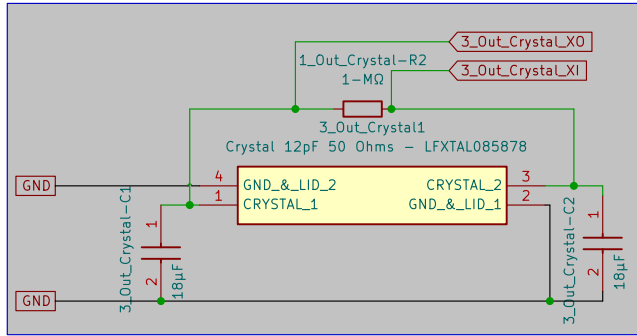 3_Out_Crystal_XO
1_Out_Crystal-R2
3_Out_Crystal_XI
1-MΩ
3_Out_Crystal1
Crystal 12pF 50 Ohms - LFXTAL085878
GND
4
GND_&_LID_2
CRYSTAL_2
3
1
CRYSTAL_1
GND_&_LID_1
2
3_Out_Crystal-C1
1
2
18µF
3_Out_Crystal-C2
1
2
18µF
GND